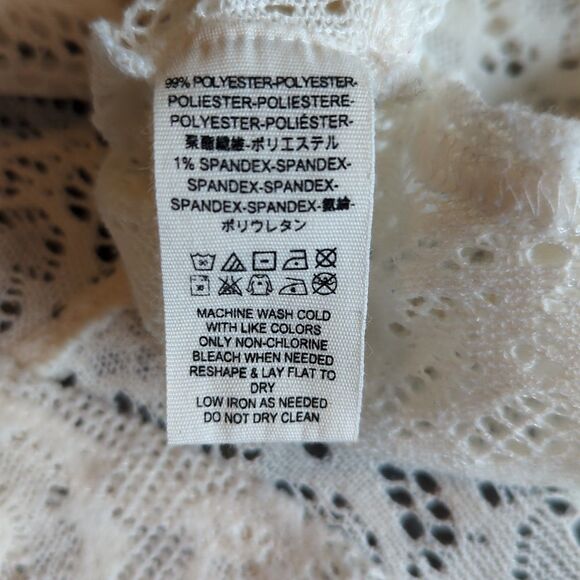 99% POLYESTER-POLYESTER-
POLIESTER-POLIESTERE-
POLYESTER-POLIÉSTER-
聚酯纖維-ポリエステル
1% SPANDEX-SPANDEX-
SPANDEX-SPANDEX-
SPANDEX-SPANDEX-氨綸-
ポリウレタン
MACHINE WASH COLD
WITH LIKE COLORS
ONLY NON-CHLORINE
BLEACH WHEN NEEDED
RESHAPE & LAY FLAT TO
DRY
LOW IRON AS NEEDED
DO NOT DRY CLEAN